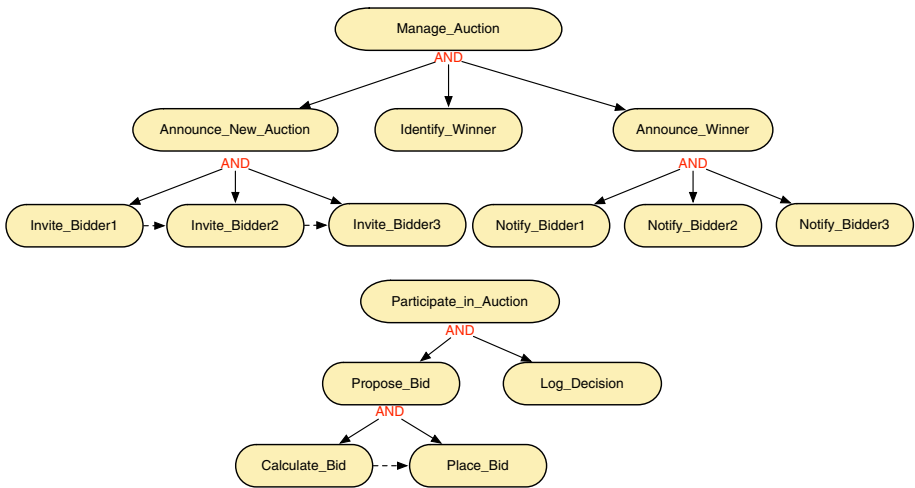 Manage_Auction
AND
Announce_New_Auction
Identify_Winner
Announce_Winner
AND
AND
Invite_Bidder1
Invite_Bidder2
Invite_Bidder3
Notify_Bidder1
Notify_Bidder2
Notify_Bidder3
Participate_in_Auction
AND
Propose_Bid
Log_Decision
AND
Calculate_Bid
Place_Bid